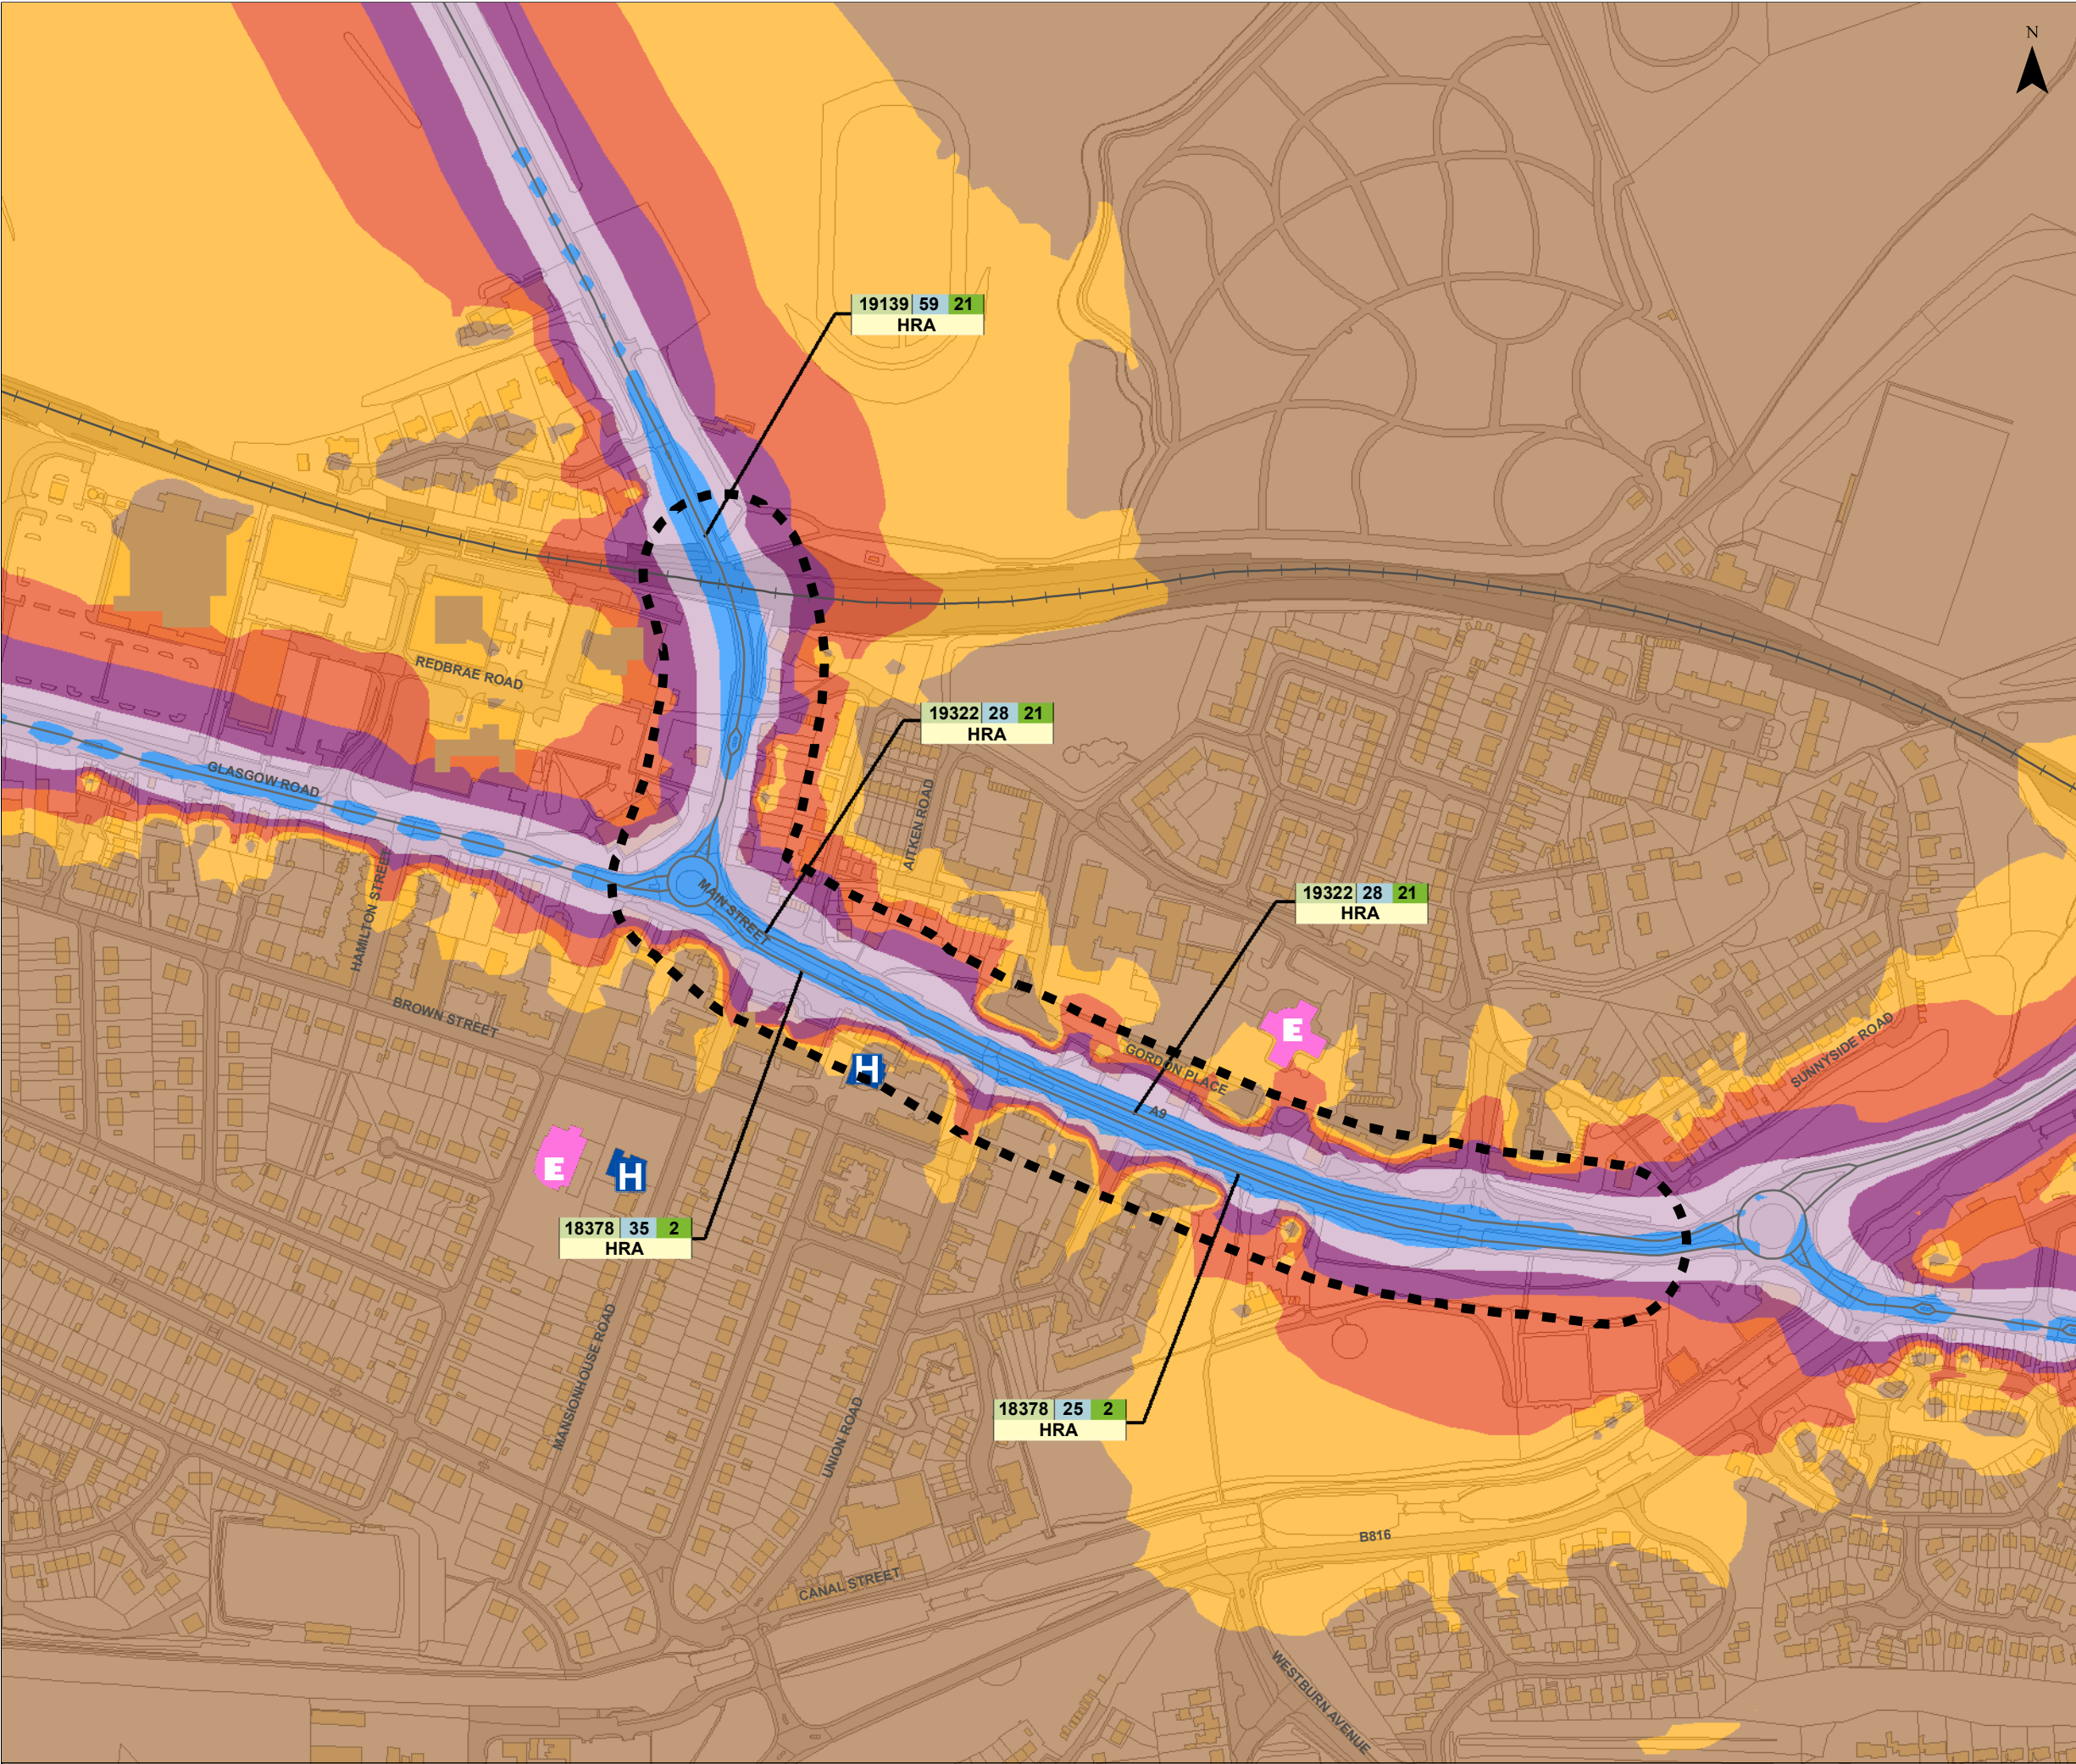 N
19139 59 21
HRA
REDBRAE ROAD
19322 28 21
HRA
GLASGOW ROAD
AITKEN ROAD
HAMILTON STREET
MAIN STREET
19322 28 21
HRA
BROWN STREET
E
GORDON PLACE
SUNNYSIDE ROAD
H
A9
E
H
18378 35 2
HRA
MANSIONHOUSE ROAD
UNION ROAD
18378 25 2
HRA
B816
CANAL STREET
WESTBURN AVENUE